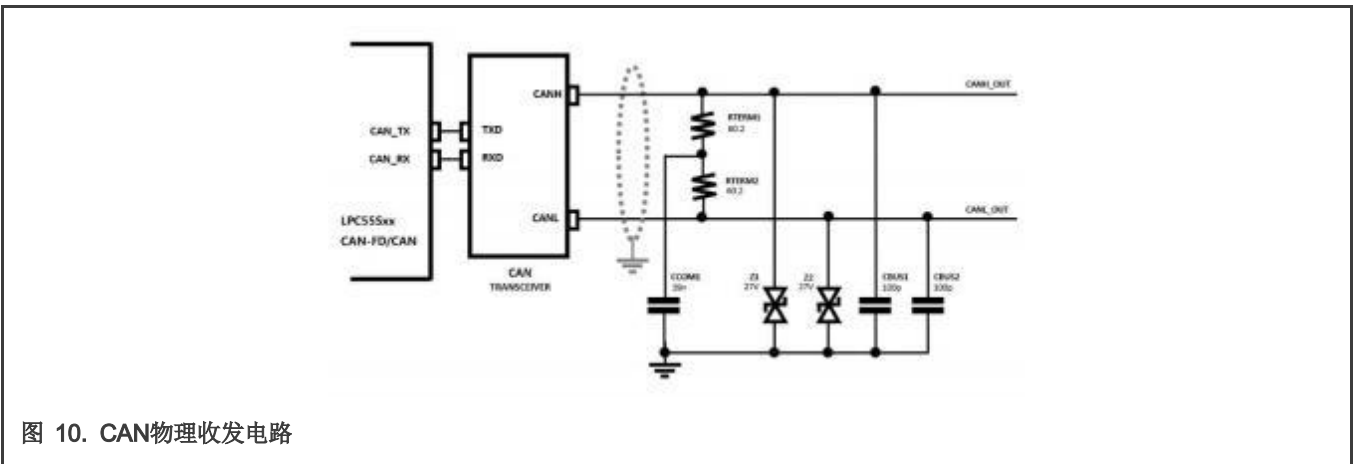 CANH_OUT
CANH
RTERM1
60.2
CAN_TX
TXD
CAN_RX
RXD
RTERM2
60.2
CANL
CANL_OUT
LPC55Sxx
CAN-FD/CAN
CAN
TRANSCEIVER
CCOM1
39n
Z1
27V
Z2
27V
CBUS1
100p
CBUS2
100p
图 10. CAN物理收发电路